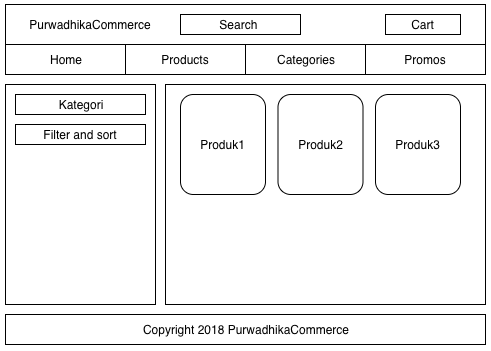 PurwadhikaCommerce
Search
Cart
Home
Products
Categories
Promos
Kategori
Filter and sort
Produk1
Produk2
Produk3
Copyright 2018 PurwadhikaCommerce